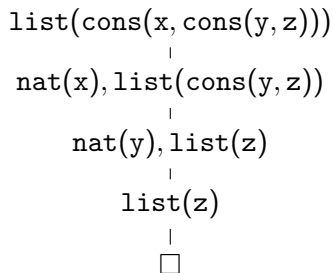 list(cons(x, cons(y, z)))
nat(x), list(cons(y, z))
nat(y), list(z)
list(z)
□